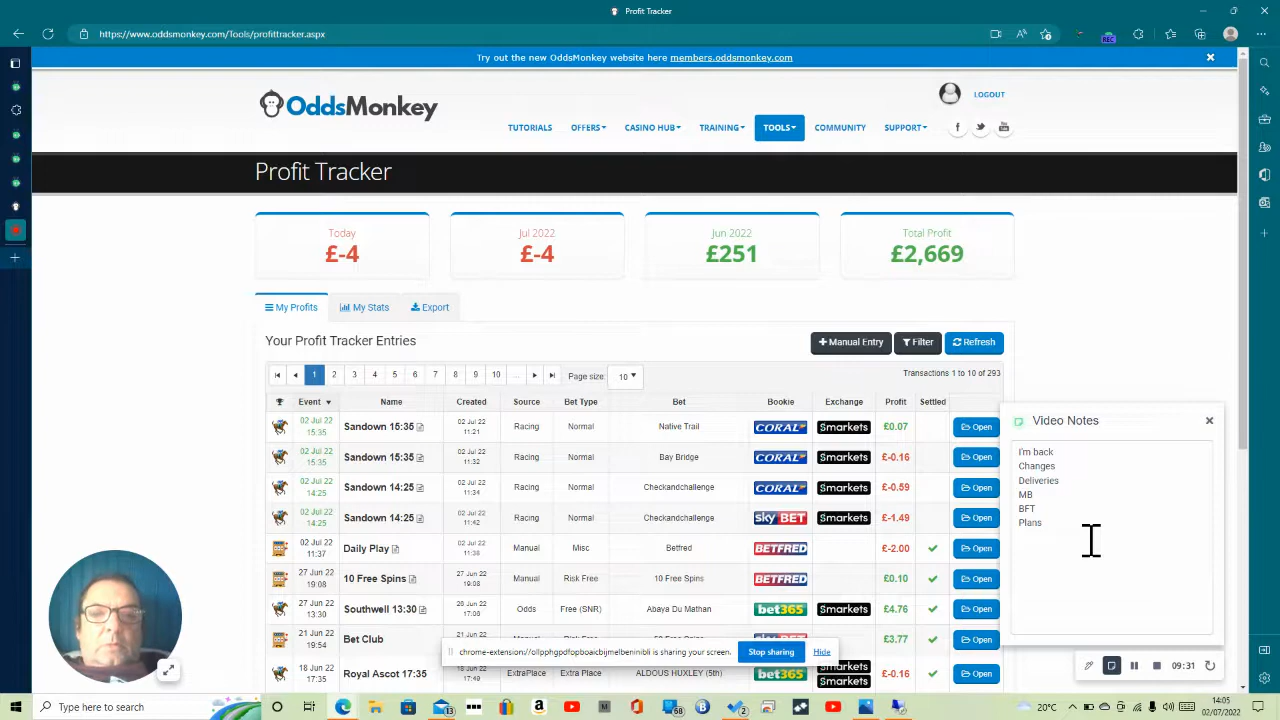 Profit Tracker
https://www.oddsmonkey.com/Tools/profittracker.aspx
REC
Try out the new OddsMonkey website here members.oddsmonkey.com
OddsMonkey
LOGOUT
TUTORIALS OFFERS CASINO HUB TRAINING TOOLS COMMUNITY SUPPORT
Profit Tracker
Today Jul 2022 Jun 2022 Total Profit
£-4 £-4 £251 £2,669
My Profits My Stats Export
Your Profit Tracker Entries
Manual Entry Filter Refresh
1 2 3 4 5 6 7 8 9 10 ... Page size: 10 Transactions 1 to 10 of 293
Event Name Created Source Bet Type Bet Bookie Exchange Profit Settled
02 Jul 22 15:35 Sandown 15:35 02 Jul 22 11:21 Racing Normal Native Trail CORAL smarkets £0.07 Open
02 Jul 22 15:35 Sandown 15:35 02 Jul 22 11:32 Racing Normal Bay Bridge CORAL smarkets £-0.16 Open
02 Jul 22 14:25 Sandown 14:25 02 Jul 22 11:34 Racing Normal Checkandchallenge CORAL smarkets £-0.59 Open
02 Jul 22 14:25 Sandown 14:25 02 Jul 22 11:42 Racing Normal Checkandchallenge sky BET smarkets £-1.49 Open
02 Jul 22 11:37 Daily Play 02 Jul 22 Manual Misc Betfred BETFRED £-2.00 Open
27 Jun 22 19:08 10 Free Spins 27 Jun 22 19:08 Manual Risk Free 10 Free Spins BETFRED £0.10 Open
27 Jun 22 13:30 Southwell 13:30 Odds Free (SNR) Abaya Du Mathan bet365 smarkets £4.76 Open
21 Jun 22 14:54 Bet Club £3.77 Open
18 Jun 22 17:35 Royal Ascot 17:35 ExtraPlace Extra Place ALDOUS HUXLEY (5th) bet365 smarkets smarkets £-0.16 Open
Video Notes
I'm back
Changes
Deliveries
MB
BFT
Plans
chrome-extension://ollpphgpdfopboaicbjmelbeninibli is sharing your screen. Stop sharing Hide
09:31
Type here to search
13
68
2
20°C
14:05
02/07/2022